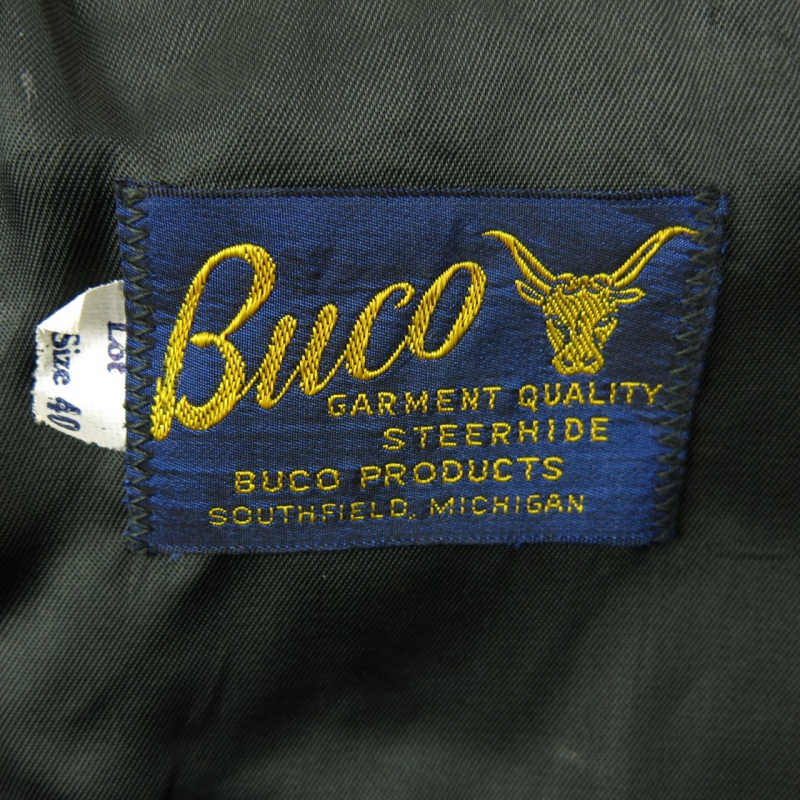 Buco
GARMENT QUALITY
STEERHIDE
BUCO PRODUCTS
SOUTHFIELD, MICHIGAN
Lot
Size 40